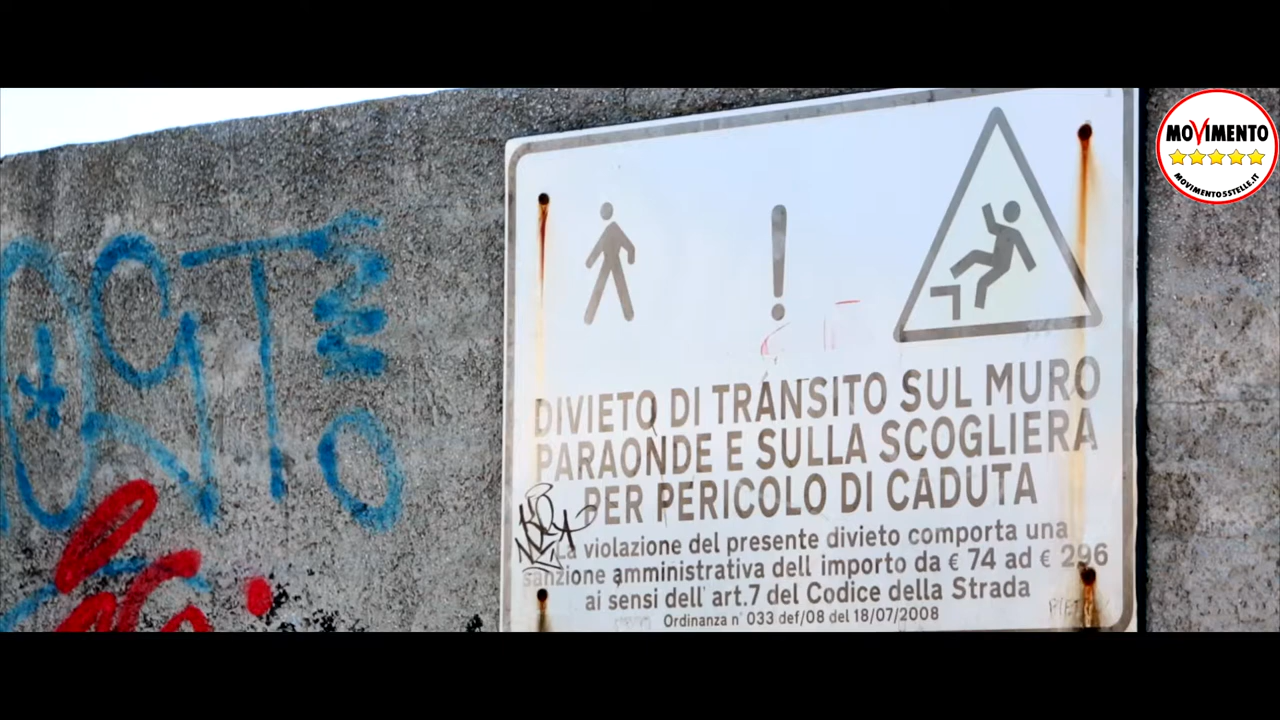 MOVIMENTO
MOVIMENTO5STELLE.IT
DIVIETO DI TRANSITO SUL MURO
PARAONDE E SULLA SCOGLIERA
PER PERICOLO DI CADUTA
La violazione del presente divieto comporta una
sanzione amministrativa dell importo da € 74 ad € 296
ai sensi dell' art.7 del Codice della Strada
Ordinanza n° 033 def/08 del 18/07/2008